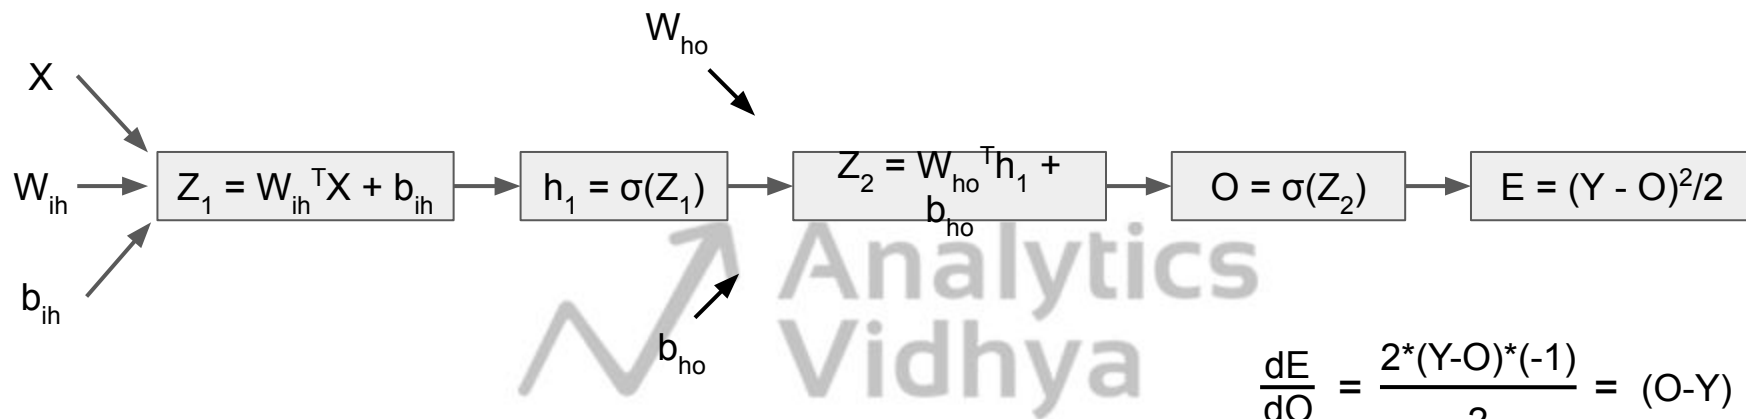 W_ho
X
W_ih
b_ih
Z_1 = W_ih^T X + b_ih
h_1 = σ(Z_1)
Z_2 = W_ho^T h_1 +
b_ho
O = σ(Z_2)
E = (Y - O)^2/2
b_ho
Analytics
Vidhya
dE/dO = 2*(Y-O)*(-1)/2 = (O-Y)